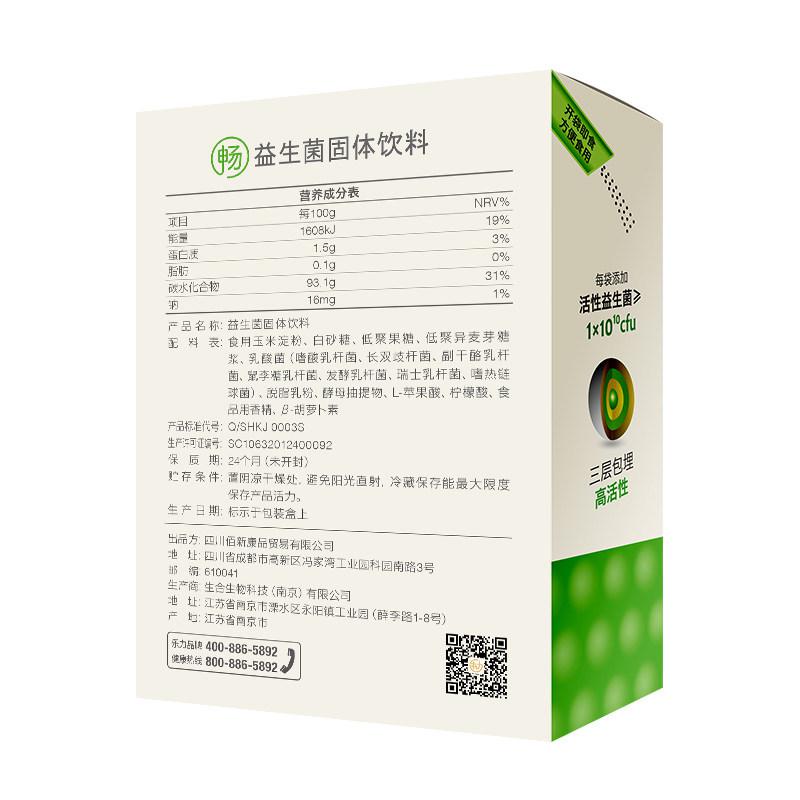 畅 益生菌固体饮料
营养成分表
项目 每100g NRV%
能量 1608kJ 19%
蛋白质 1.5g 3%
脂肪 0.1g 0%
碳水化合物 93.1g 31%
钠 16mg 1%
产品名称: 益生菌固体饮料
配料表: 食用玉米淀粉、白砂糖、低聚果糖、低聚异麦芽糖
浆、乳酸菌（嗜酸乳杆菌、长双歧杆菌、副干酪乳杆
菌、鼠李糖乳杆菌、发酵乳杆菌、瑞士乳杆菌、嗜热链
球菌）、脱脂乳粉、酵母抽提物、L-苹果酸、柠檬酸、食
品用香精、β-胡萝卜素
产品标准代号: Q/SHKJ 0003S
生产许可证编号: SC10632012400092
保质期: 24个月（未开封）
贮存条件: 置阴凉干燥处, 避免阳光直射, 冷藏保存能最大限度
保存产品活力。
生产日期: 标示于包装盒上
出品方: 四川佰新康品贸易有限公司
地址: 四川省成都市高新区冯家湾工业园科园南路3号
邮编: 610041
生产商: 生合生物科技（南京）有限公司
地址: 江苏省南京市溧水区永阳镇工业园（薛李路1-8号）
产地: 江苏省南京市
乐力品牌 400-886-5892
健康热线 800-886-5892
开袋即食
方便食用
每袋添加
活性益生菌≥
1×10¹⁰cfu
三层包埋
高活性